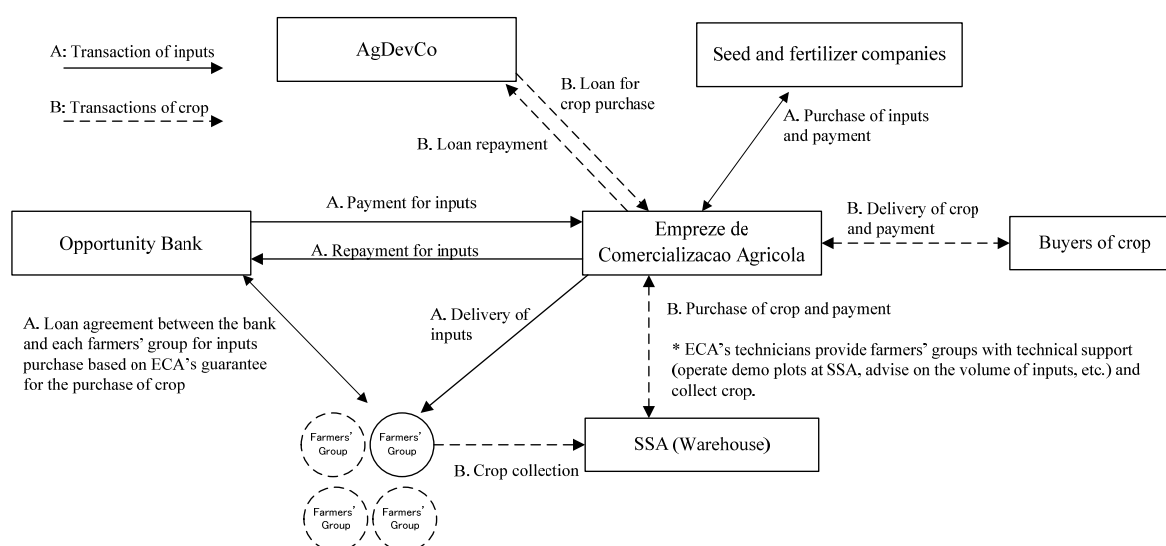 A: Transaction of inputs
B: Transactions of crop
AgDevCo
Seed and fertilizer companies
B. Loan for
crop purchase
B. Loan repayment
A. Purchase of inputs
and payment
A. Payment for inputs
Opportunity Bank
A. Repayment for inputs
Empreze de
Comercializacao Agricola
B. Delivery of crop
and payment
Buyers of crop
A. Loan agreement between the bank
and each farmers' group for inputs
purchase based on ECA's guarantee
for the purchase of crop
A. Delivery of
inputs
B. Purchase of crop and payment
* ECA's technicians provide farmers' groups with technical support
(operate demo plots at SSA, advise on the volume of inputs, etc.) and
collect crop.
Farmers'
Group
Farmers'
Group
B. Crop collection
SSA (Warehouse)
Farmers'
Group
Farmers'
Group